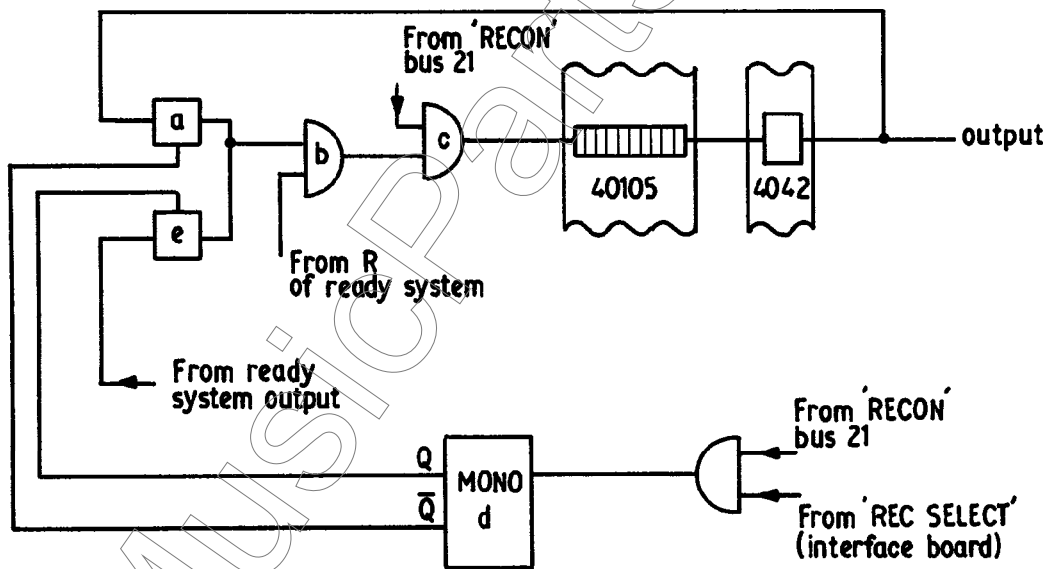 From 'RECON'
bus 21
a
b
c
output
40105
4042
e
From R
of ready system
From ready
system output
From 'RECON'
bus 21
Q
MONO
Q̅
d
From 'REC SELECT'
(interface board)
MusicParts